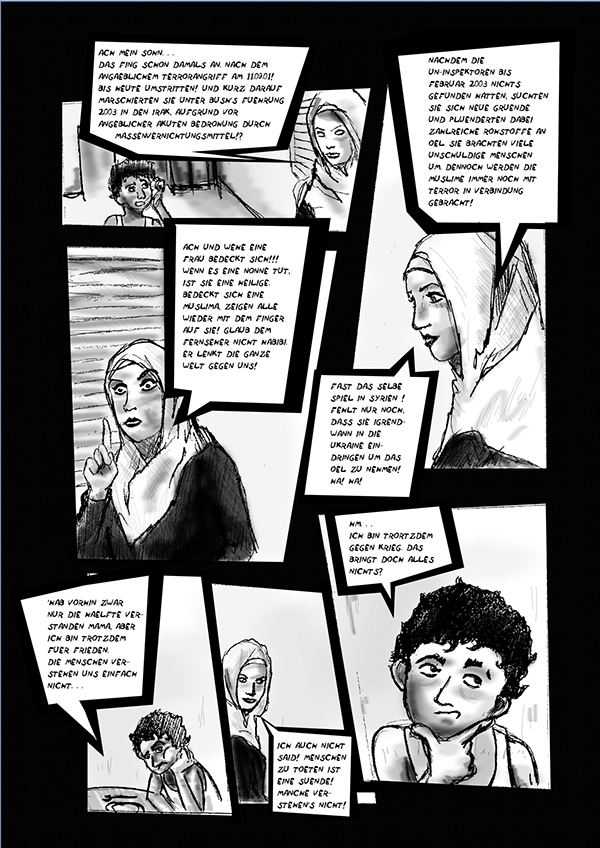 ACH MEIN SOHN. . .
DAS FING SCHON DAMALS AN. NACH DEM
ANGAEBLICHEM TERRORANGRIFF AM 11.09.01!
BIS HEUTE UMSTRITTEN! UND KURZ DARAUF
MARSCHIERTEN SIE UNTER BUSH'S FUEHRUNG
2003 IN DEN IRAK, AUFGRUND VOR
ANGEBLICHER AKUTEN BEDROHUNG DURCH
MASSENVERNICHTUNGSMITTEL!?
NACHDEM DIE
UN-INSPEKTOREN BIS
FEBRUAR 2003 NICHTS
GEFUNDEN HATTEN, SUCHTEN
SIE SICH NEUE GRUENDE
UND PLUENDERTEN DABEI
ZAHLREICHE ROHSTOFFE AN
OEL. SIE BRACHTEN VIELE
UNSCHULDIGE MENSCHEN
UM. DENNOCH WERDEN DIE
MUSLIME IMMER NOCH MIT
TERROR IN VERBINDUNG
GEBRACHT!
FAST DAS SELBE
SPIEL IN SYRIEN !
FEHLT NUR NOCH,
DASS SIE IGREND-
WANN IN DIE
UKRAINE EIN-
DRINGEN UM DAS
OEL ZU NEHMEN!
HA! HA!
ACH UND WEHE EINE
FRAU BEDECKT SICH!!!
WENN ES EINE NONNE TUT,
IST SIE EINE HEILIGE.
BEDECKT SICH EINE
MUSLIMA, ZEIGEN ALLE
WIEDER MIT DEM FINGER
AUF SIE! GLAUB DEM
FERNSEHER NICHT HABIBI.
ER LENKT DIE GANZE
WELT GEGEN UNS!
HM . .
ICH BIN TRORTZDEM
GEGEN KRIEG. DAS
BRINGT DOCH ALLES
NICHTS?
'HAB VORHIN ZWAR
NUR DIE HAELFTE VER-
STANDEN MAMA, ABER
ICH BIN TROTZDEM
FUER FRIEDEN.
DIE MENSCHEN VER-
STEHEN UNS EINFACH
NICHT. . .
ICH AUCH NICHT
SAID! MENSCHEN
ZU TOETEN IST
EINE SUENDE!
MANCHE VER-
STEHEN'S NICHT!